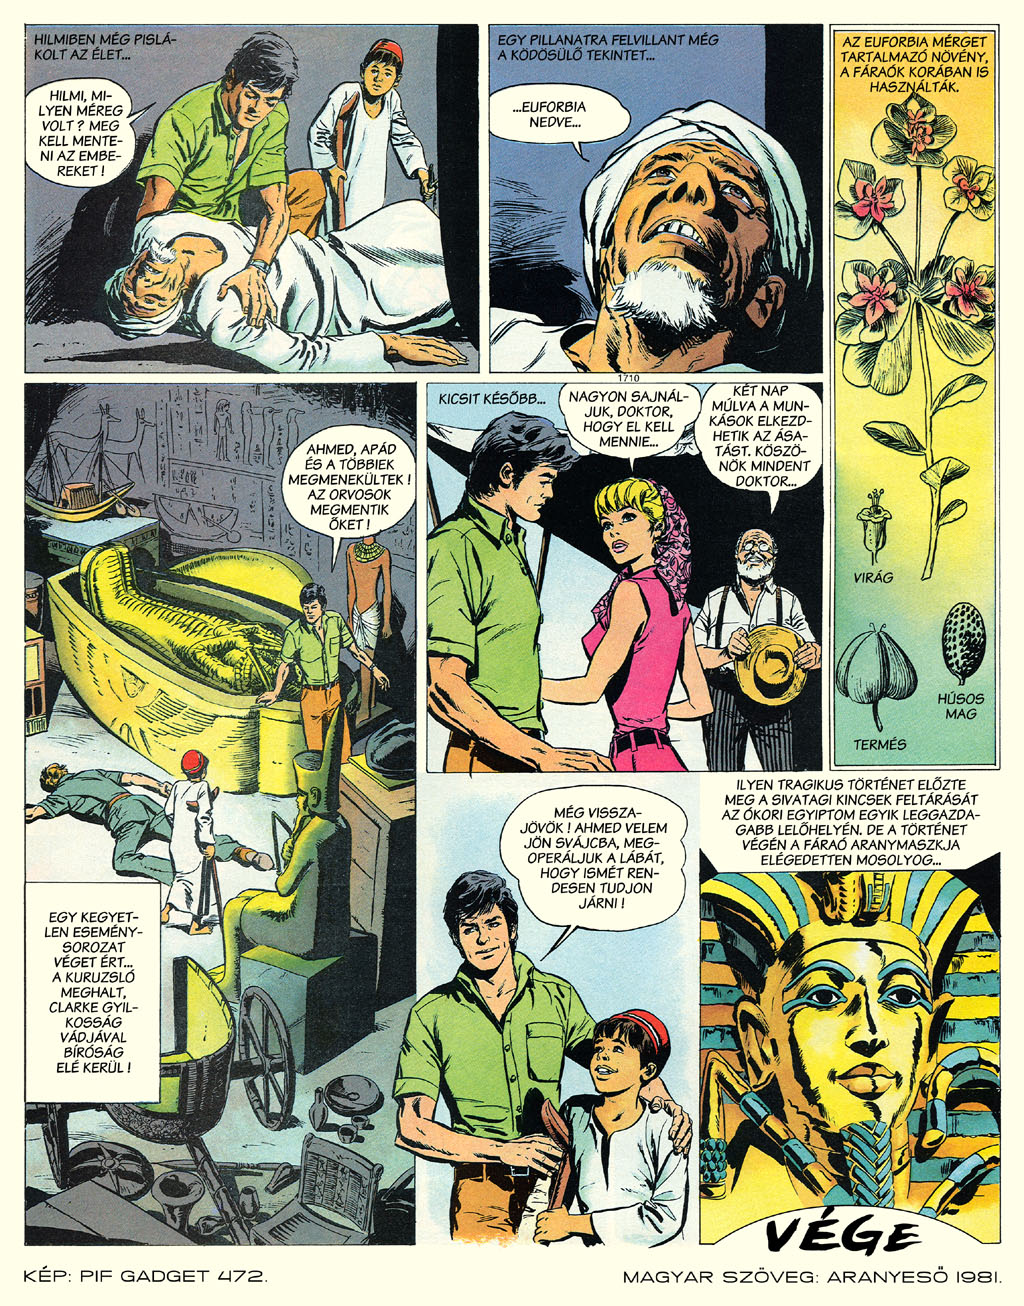 HILMIBEN MÉG PISLÁ-
KOLT AZ ÉLET...
HILMI, MI-
LYEN MÉREG
VOLT ? MEG
KELL MENTE-
NI AZ EMBE-
REKET !
EGY PILLANATRA FELVILLANT MÉG
A KÖDÖSÜLŐ TEKINTET...
...EUFORBIA
NEDVE...
1710
AZ EUFORBIA MÉRGET
TARTALMAZÓ NÖVÉNY,
A FÁRAÓK KORÁBAN IS
HASZNÁLTÁK.
VIRÁG
HÚSOS
MAG
TERMÉS
AHMED, APÁD
ÉS A TÖBBIEK
MEGMENEKÜLTEK !
AZ ORVOSOK
MEGMENTIK
ŐKET !
EGY KEGYET-
LEN ESEMÉNY-
SOROZAT
VÉGET ÉRT...
A KURUZSLÓ
MEGHALT,
CLARKE GYIL-
KOSSÁG
VÁDJÁVAL
BÍRÓSÁG
ELÉ KERÜL !
KICSIT KÉSŐBB...
NAGYON SAJNÁL-
JUK, DOKTOR,
HOGY EL KELL
MENNIE...
KÉT NAP
MÚLVA A MUN-
KÁSOK ELKEZD-
HETIK AZ ÁSA-
TÁST. KÖSZÖ-
NÖK MINDENT
DOKTOR...
MÉG VISSZA-
JÖVÖK ! AHMED VELEM
JÖN SVÁJCBA, MEG-
OPERÁLJUK A LÁBÁT,
HOGY ISMÉT REN-
DESEN TUDJON
JÁRNI !
ILYEN TRAGIKUS TÖRTÉNET ELŐZTE
MEG A SIVATAGI KINCSEK FELTÁRÁSÁT
AZ ÓKORI EGYIPTOM EGYIK LEGGAZDA-
GABB LELŐHELYÉN. DE A TÖRTÉNET
VÉGÉN A FÁRAÓ ARANYMASZKJA
ELÉGEDETTEN MOSOLYOG...
VÉGE
KÉP: PIF GADGET 472.
MAGYAR SZÖVEG: ARANYESŐ 1981.